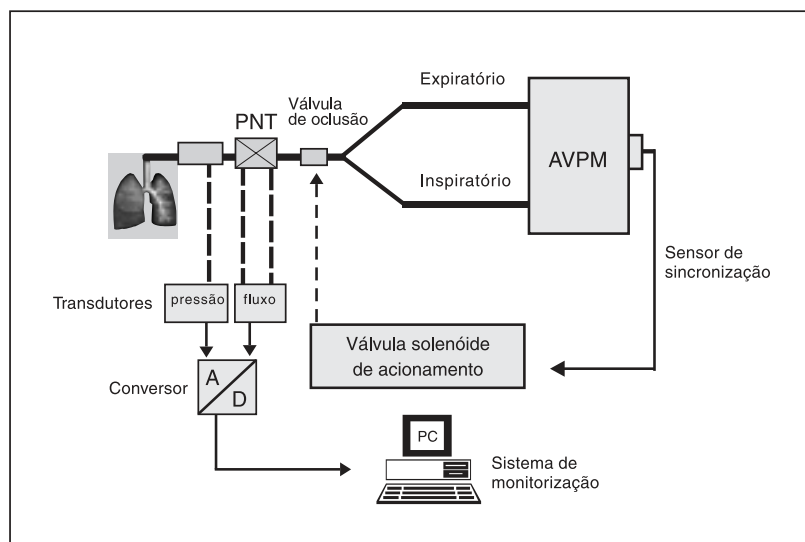 Expiratório
Válvula
de oclusão
PNT
AVPM
Inspiratório
Sensor de
sincronização
Transdutores
pressão
fluxo
Válvula solenóide
de acionamento
Conversor
A
D
PC
Sistema de
monitorização